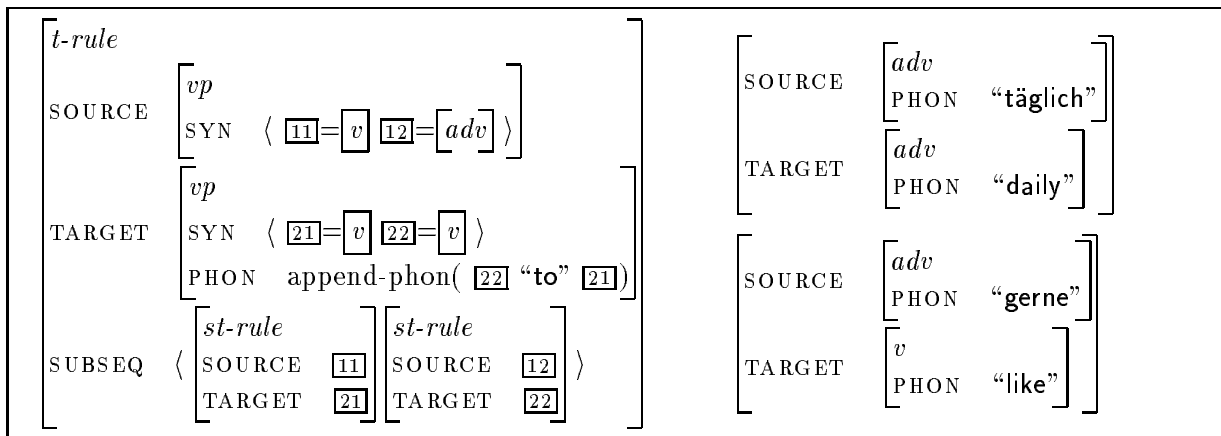 t-rule
SOURCE vp
SYN ⟨ 11=[v] 12=[adv] ⟩
TARGET vp
SYN ⟨ 21=[v] 22=[v] ⟩
PHON append-phon( 22 “to” 21)
SUBSEQ ⟨ [st-rule SOURCE 11 TARGET 21] [st-rule SOURCE 12 TARGET 22] ⟩
SOURCE adv
PHON “täglich”
TARGET adv
PHON “daily”
SOURCE adv
PHON “gerne”
TARGET v
PHON “like”